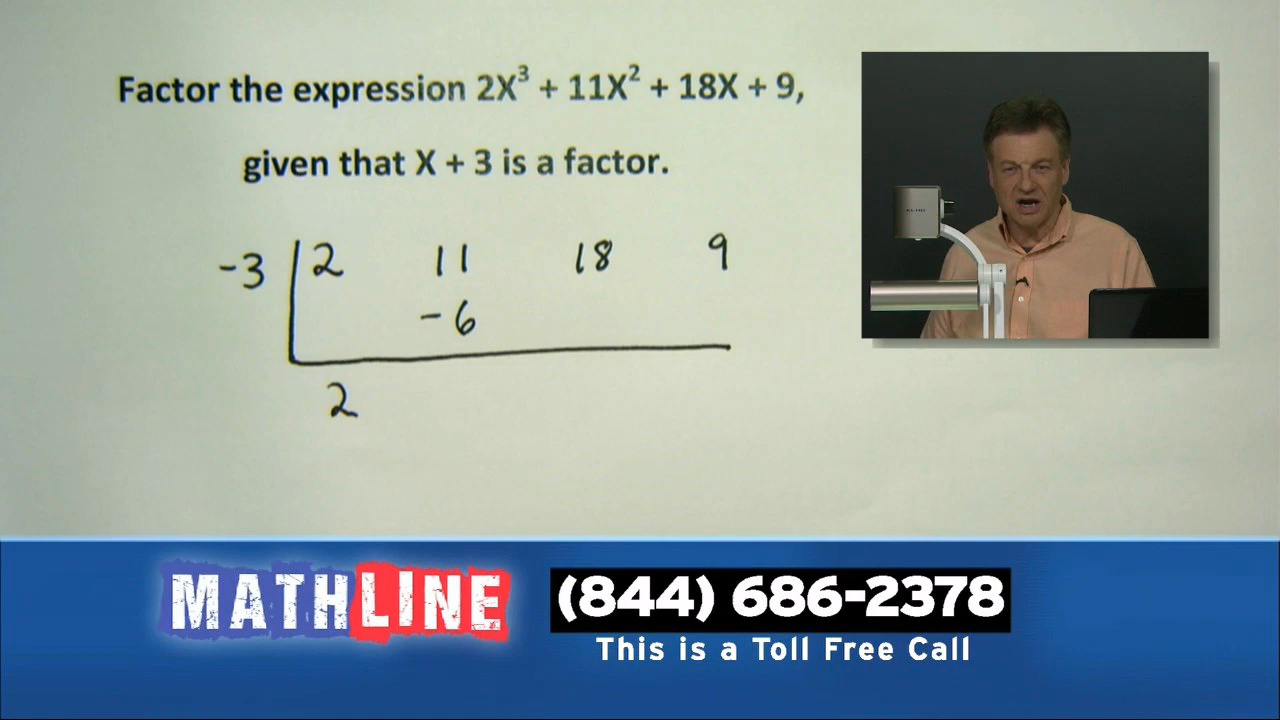 Factor the expression 2X³ + 11X² + 18X + 9,
given that X + 3 is a factor.
-3 2 11 18 9
-6
2
MATHLINE
(844) 686-2378
This is a Toll Free Call